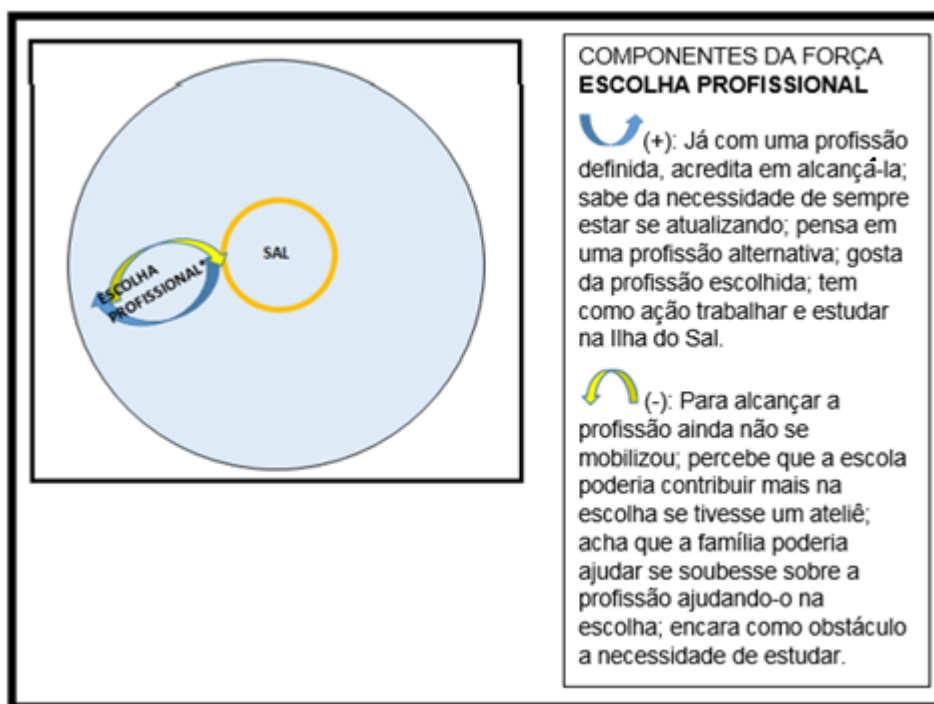 SAL
ESCOLHA
PROFISSIONAL*
COMPONENTES DA FORÇA
ESCOLHA PROFISSIONAL
(+): Já com uma profissão
definida, acredita em alcançá-la;
sabe da necessidade de sempre
estar se atualizando; pensa em
uma profissão alternativa; gosta
da profissão escolhida; tem
como ação trabalhar e estudar
na Ilha do Sal.
(-): Para alcançar a
profissão ainda não se
mobilizou; percebe que a escola
poderia contribuir mais na
escolha se tivesse um ateliê;
acha que a família poderia
ajudar se soubesse sobre a
profissão ajudando-o na
escolha; encara como obstáculo
a necessidade de estudar.